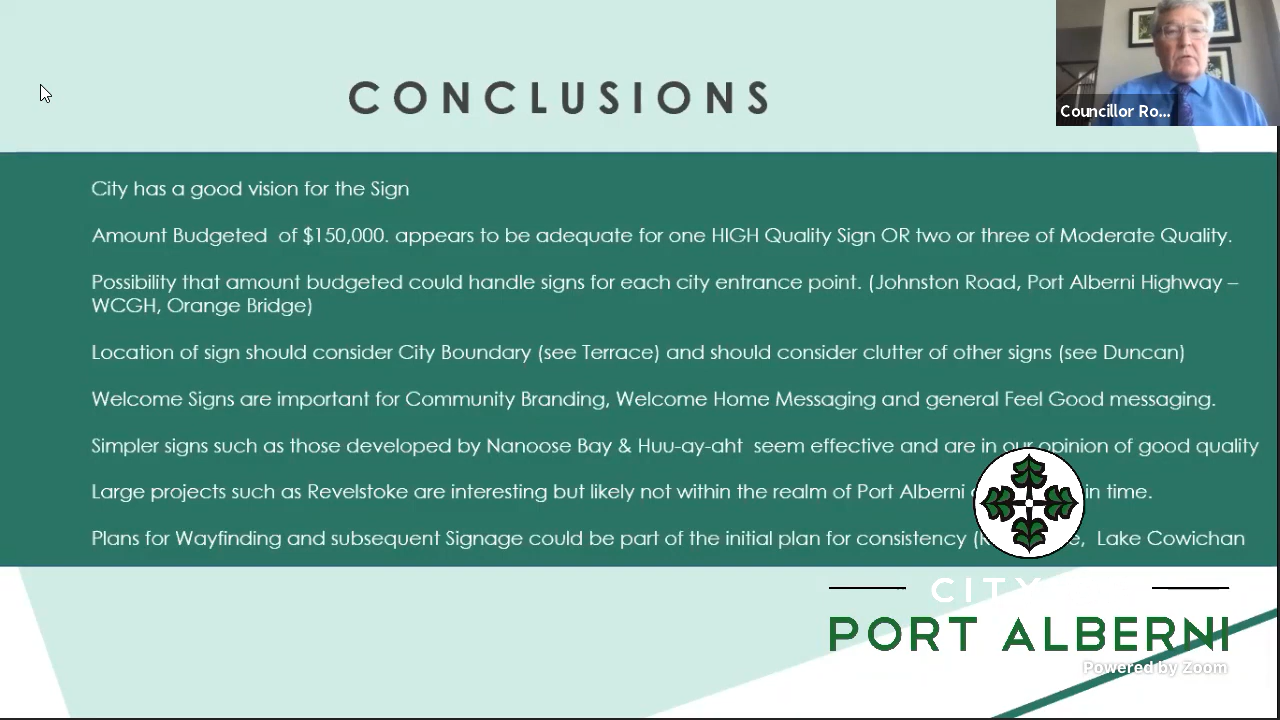 CONCLUSIONS
Councillor Ro...
City has a good vision for the Sign
Amount Budgeted of $150,000. appears to be adequate for one HIGH Quality Sign OR two or three of Moderate Quality.
Possibility that amount budgeted could handle signs for each city entrance point. (Johnston Road, Port Alberni Highway –
WCGH, Orange Bridge)
Location of sign should consider City Boundary (see Terrace) and should consider clutter of other signs (see Duncan)
Welcome Signs are important for Community Branding, Welcome Home Messaging and general Feel Good messaging.
Simpler signs such as those developed by Nanoose Bay & Huu-ay-aht seem effective and are in our opinion of good quality
Large projects such as Revelstoke are interesting but likely not within the realm of Port Alberni in time.
Plans for Wayfinding and subsequent Signage could be part of the initial plan for consistency ( Lake Cowichan
CITY
PORT ALBERNI
Powered by Zoom